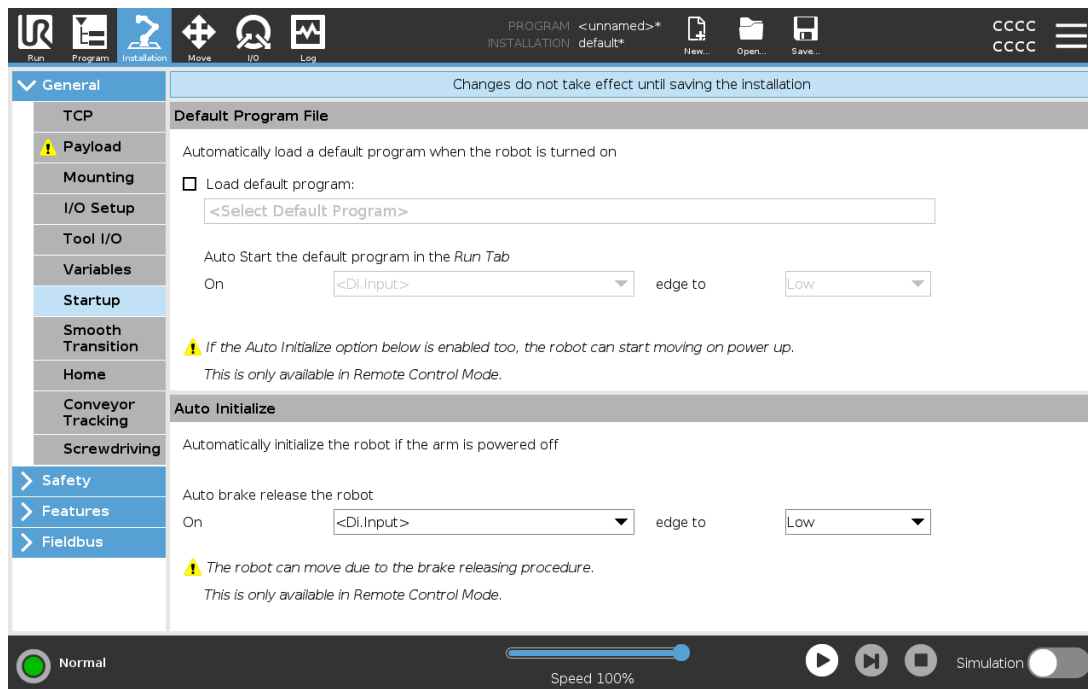 PROGRAM <unnamed>*
INSTALLATION default*
CCCC
CCCC
Run
Program
Installation
Move
I/O
Log
New...
Open...
Save...
General
TCP
Payload
Mounting
I/O Setup
Tool I/O
Variables
Startup
Smooth
Transition
Home
Conveyor
Tracking
Screwdriving
Safety
Features
Fieldbus
Changes do not take effect until saving the installation
Default Program File
Automatically load a default program when the robot is turned on
Load default program:
<Select Default Program>
Auto Start the default program in the Run Tab
On <Di.Input> edge to Low
If the Auto Initialize option below is enabled too, the robot can start moving on power up.
This is only available in Remote Control Mode.
Auto Initialize
Automatically initialize the robot if the arm is powered off
Auto brake release the robot
On <Di.Input> edge to Low
The robot can move due to the brake releasing procedure.
This is only available in Remote Control Mode.
Normal
Speed 100%
Simulation